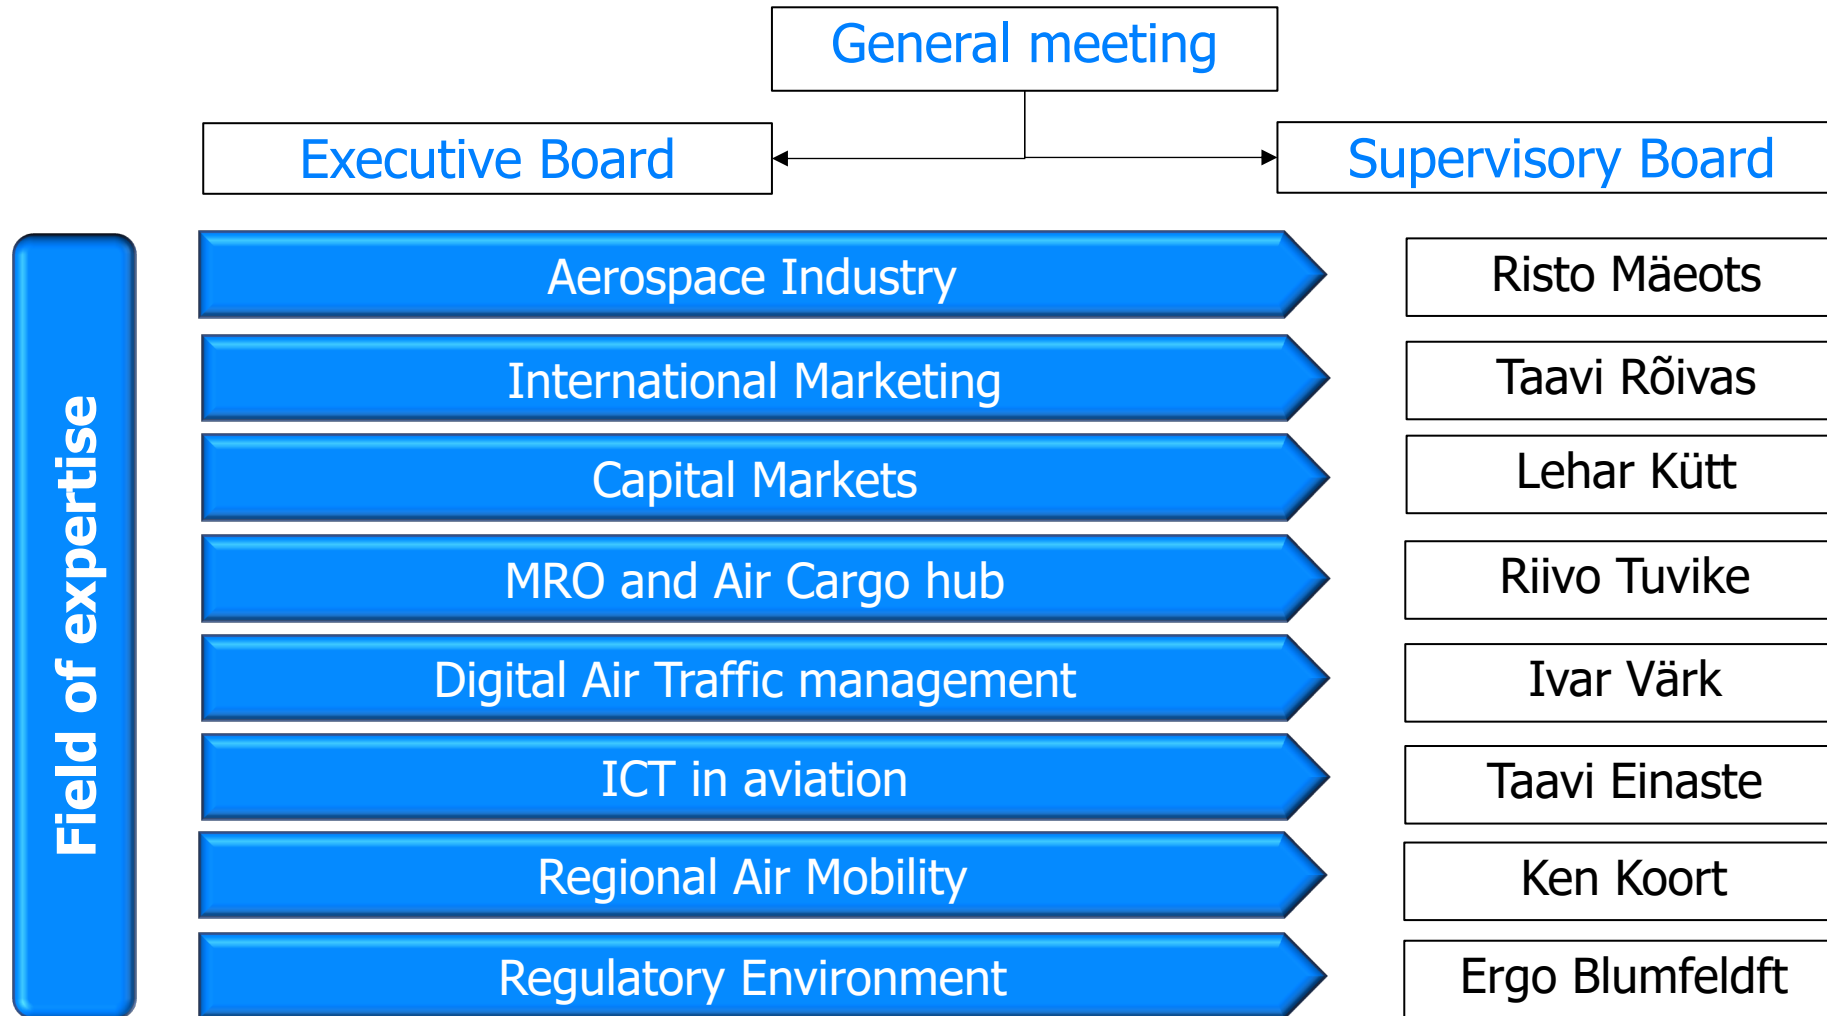 General meeting
Executive Board
Supervisory Board
Field of expertise
Aerospace Industry
Risto Mäeots
International Marketing
Taavi Rõivas
Capital Markets
Lehar Kütt
MRO and Air Cargo hub
Riivo Tuvike
Digital Air Traffic management
Ivar Värk
ICT in aviation
Taavi Einaste
Regional Air Mobility
Ken Koort
Regulatory Environment
Ergo Blumfeldft